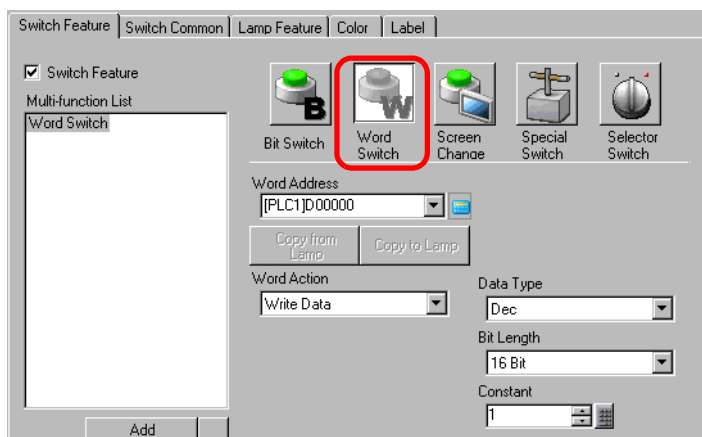 Switch Feature Switch Common Lamp Feature Color Label
Switch Feature
Multi-function List
Word Switch
B
W
Bit Switch
Word Switch
Screen Change
Special Switch
Selector Switch
Word Address
[PLC1]D00000
Copy from Lamp
Copy to Lamp
Word Action
Write Data
Data Type
Dec
Bit Length
16 Bit
Constant
1
Add